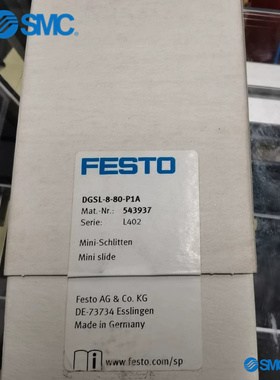 SMC
FESTO
DGSL-8-80-P1A
Mat.-Nr.: 543937
Serie: L402
Mini-Schlitten
Mini slide
Festo AG & Co. KG
DE-73734 Esslingen
Made in Germany
i www.festo.com/sp
SMC